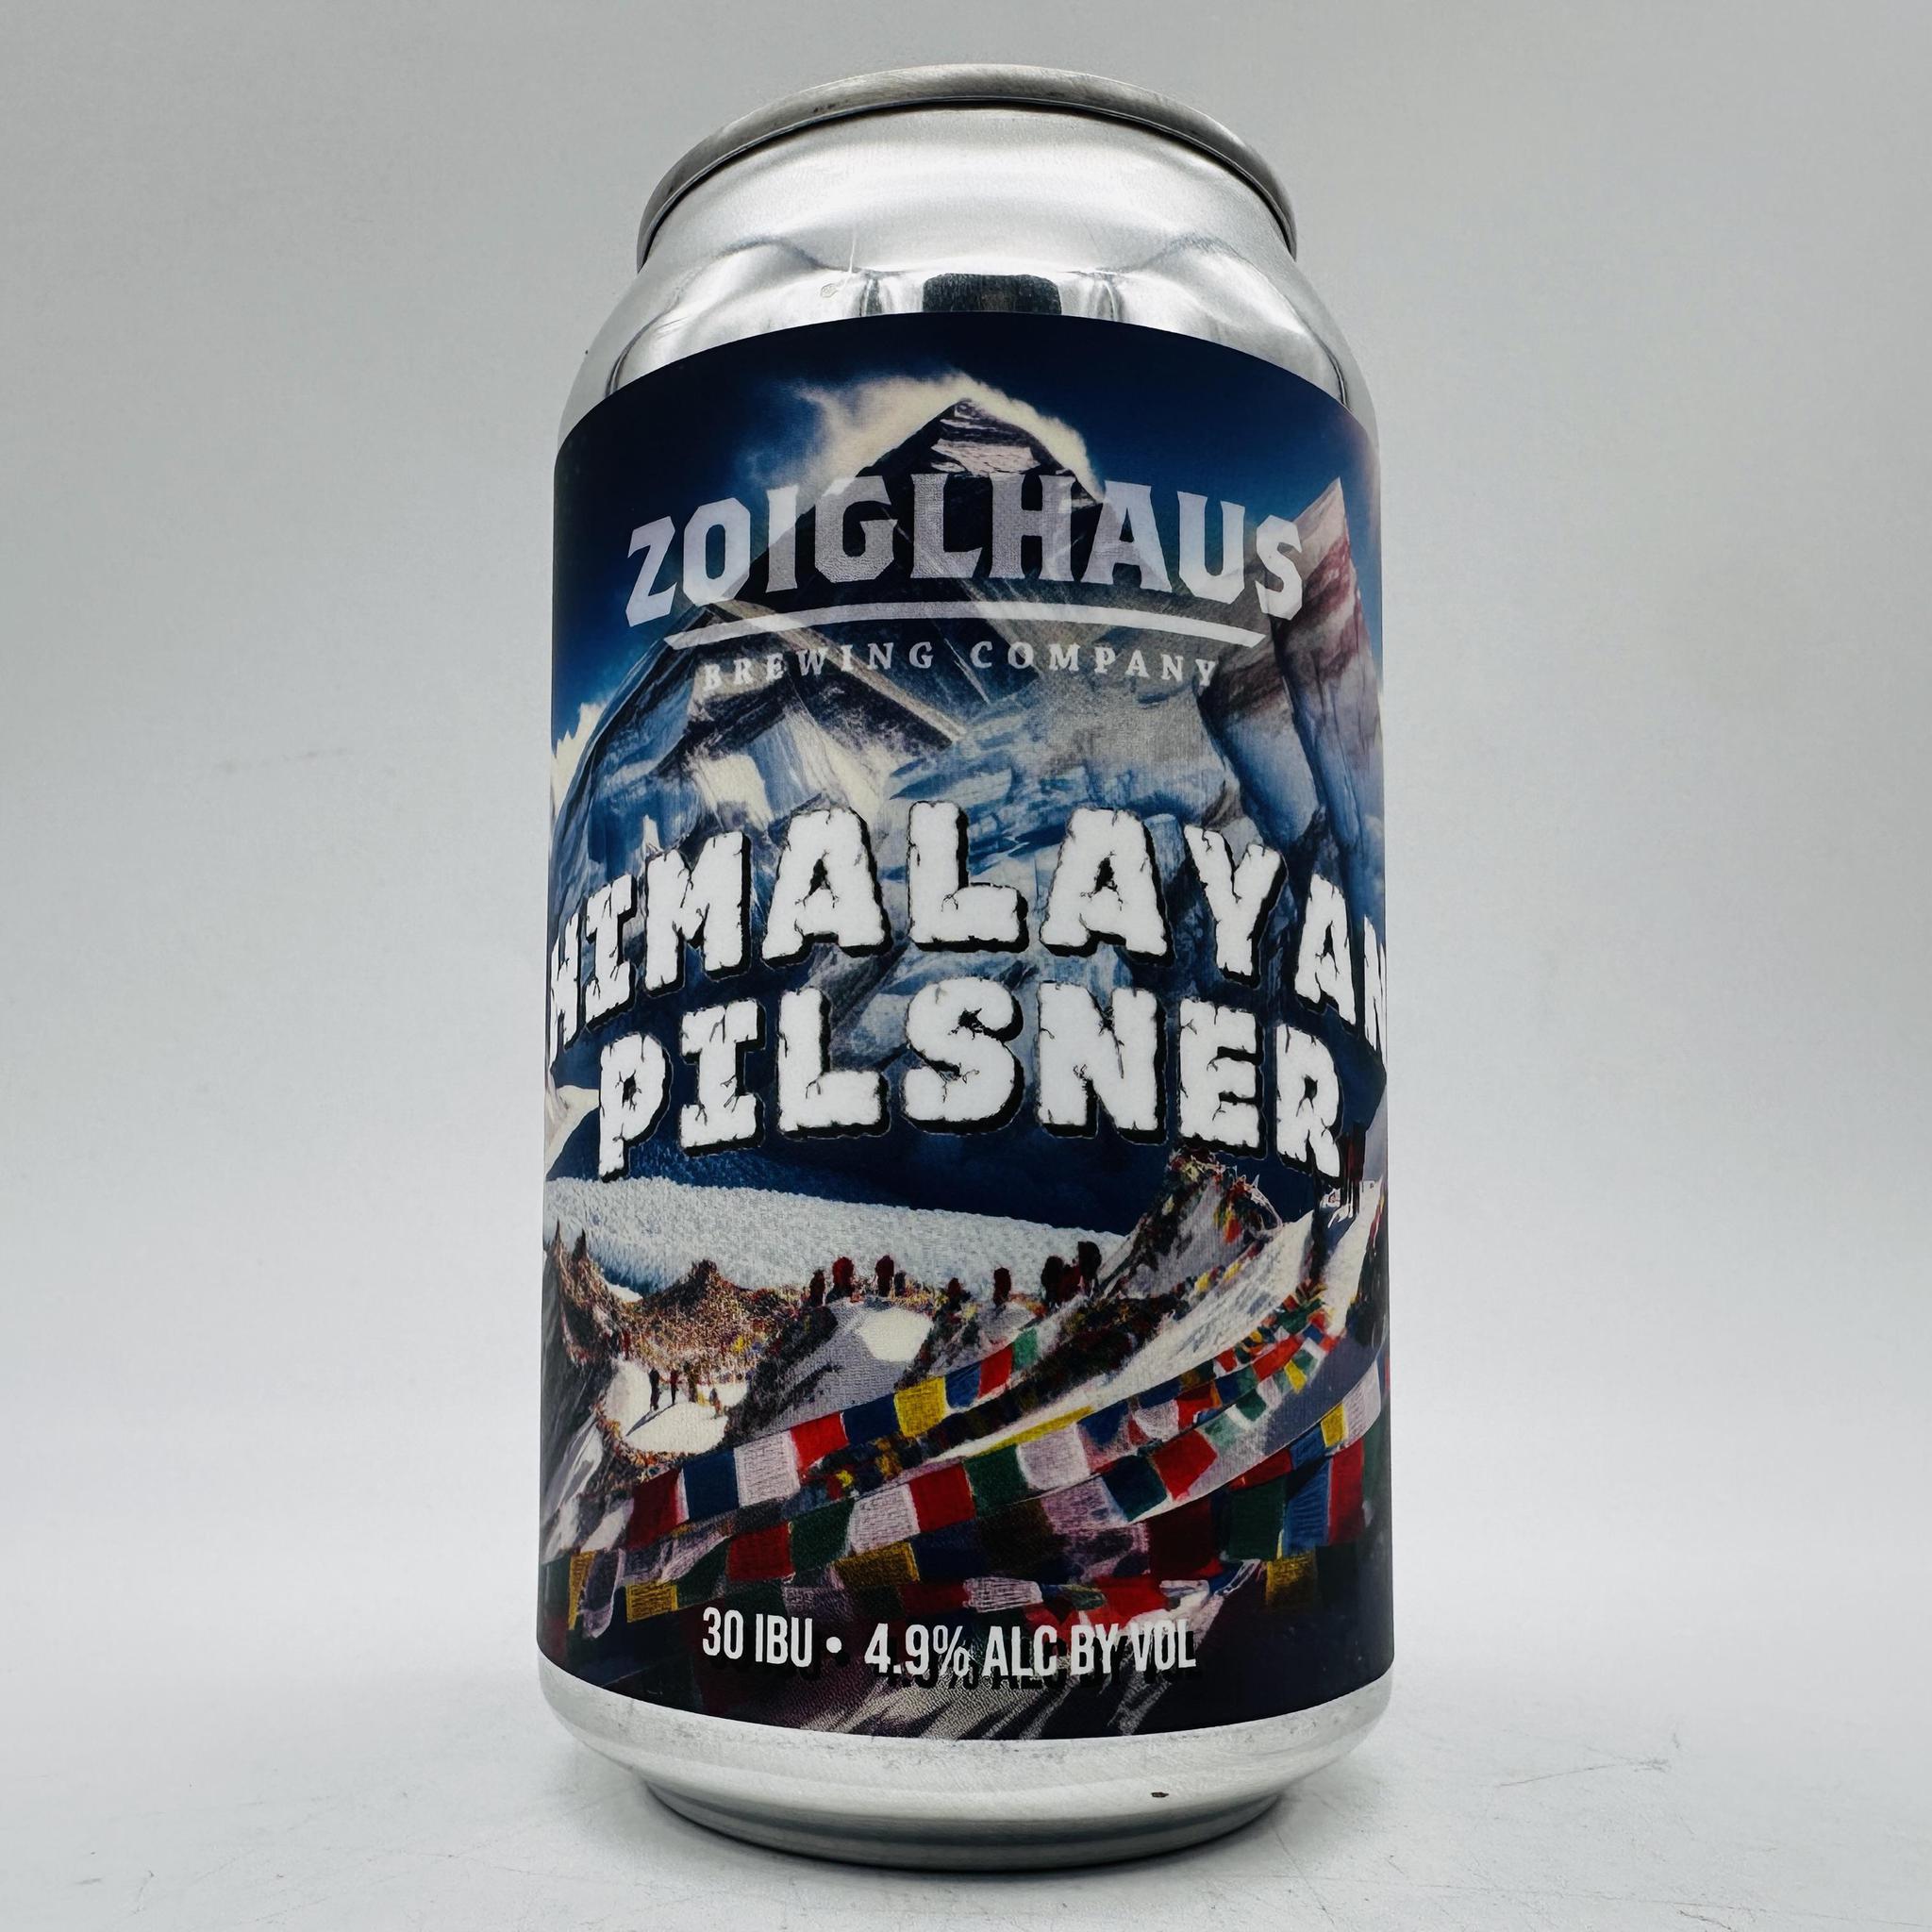 ZOIGLHAUS
BREWING COMPANY
HIMALAYAN
PILSNER
30 IBU • 4.9% ALC BY VOL